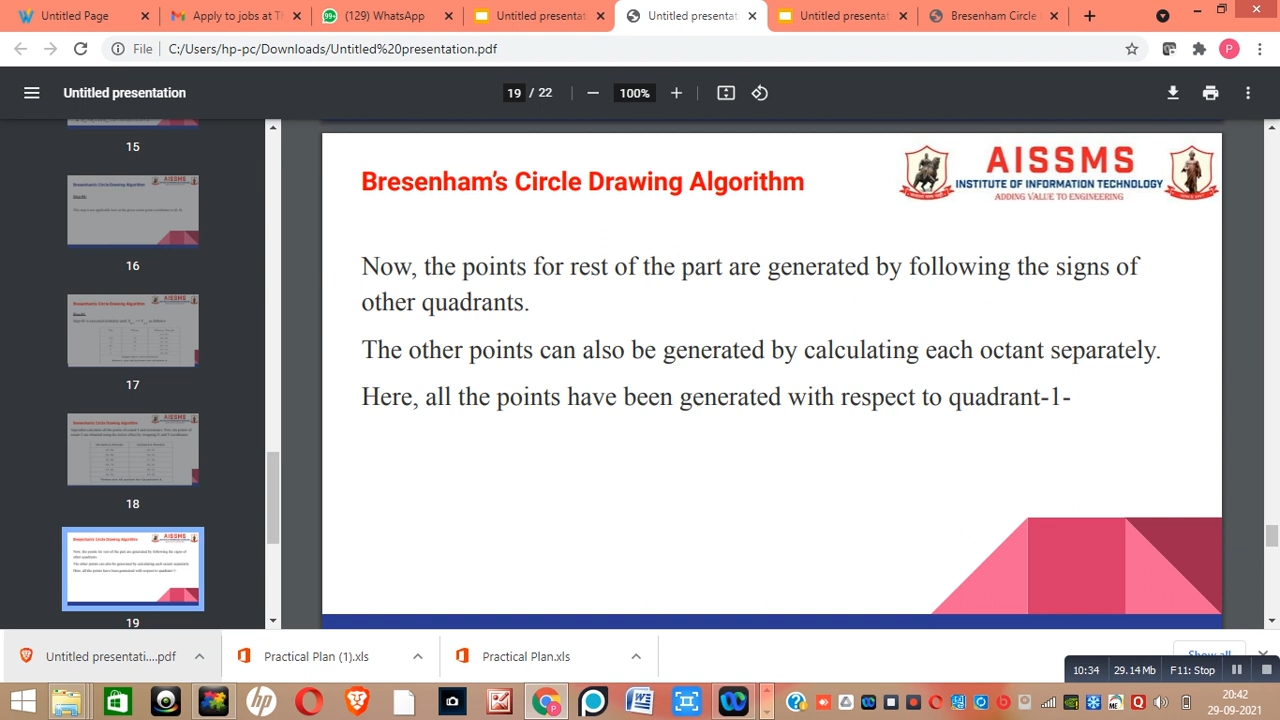 Untitled Page
Apply to jobs at T
(129) WhatsApp
Untitled presentat
Untitled presentat
Untitled presentat
Bresenham Circle
File
C:/Users/hp-pc/Downloads/Untitled%20presentation.pdf
P
Untitled presentation
19 / 22
100%
15
16
17
18
19
Bresenham's Circle Drawing Algorithm
AISSMS
INSTITUTE OF INFORMATION TECHNOLOGY
ADDING VALUE TO ENGINEERING
Now, the points for rest of the part are generated by following the signs of
other quadrants.
The other points can also be generated by calculating each octant separately.
Here, all the points have been generated with respect to quadrant-1-
Untitled presentati....pdf
Practical Plan (1).xls
Practical Plan.xls
Show all
10:34
29.14 Mb
F11: Stop
20:42
29-09-2021